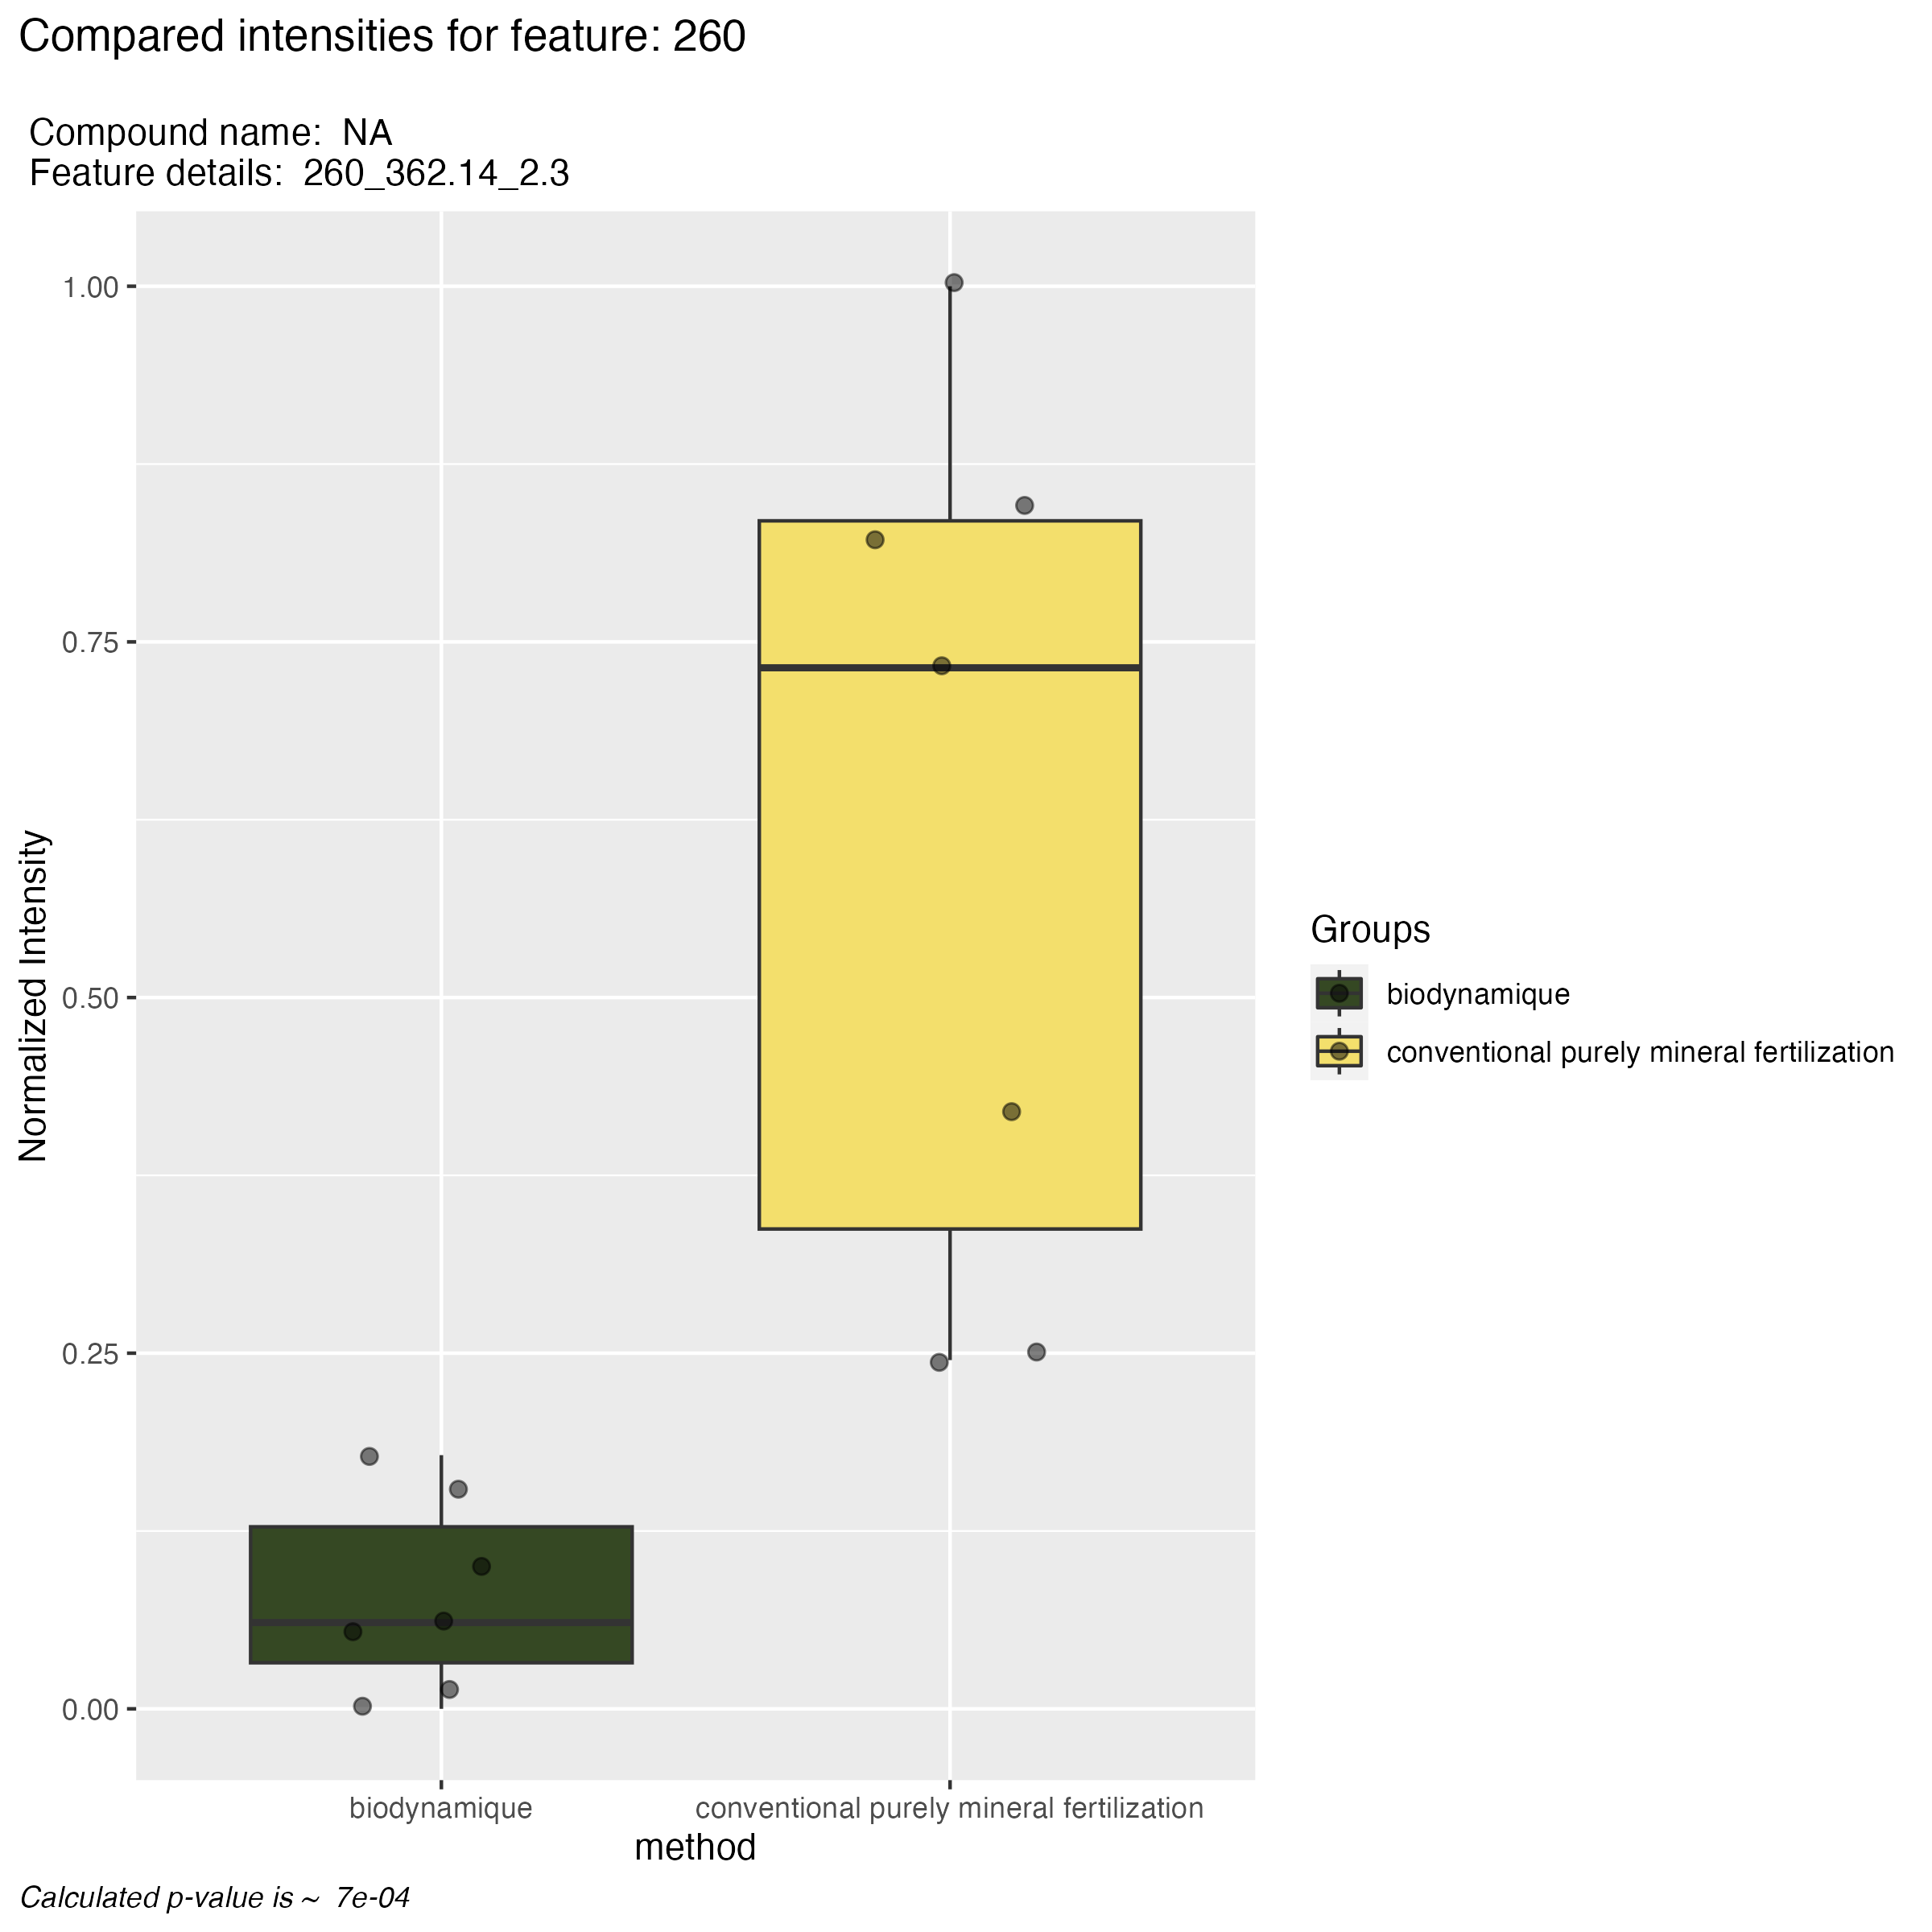 Compared intensities for feature: 260
Compound name:  NA
Feature details:  260_362.14_2.3
1.00
0.75
0.50
0.25
0.00
Normalized Intensity
biodynamique
conventional purely mineral fertilization
method
Groups
biodynamique
conventional purely mineral fertilization
Calculated p-value is ~  7e-04